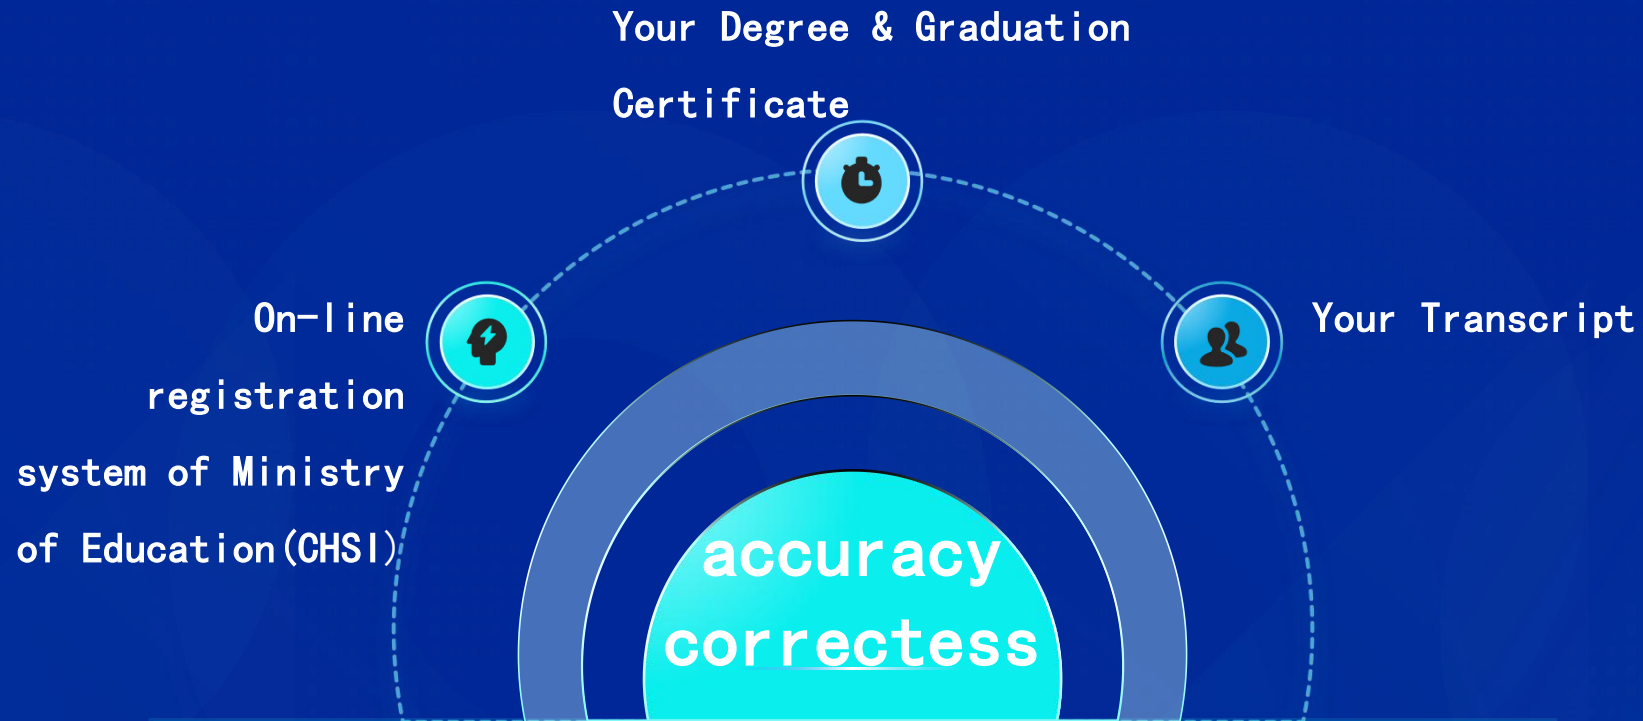 Your Degree & Graduation
Certificate
On-line
registration
system of Ministry
of Education(CHSI)
Your Transcript
accuracy
correctess